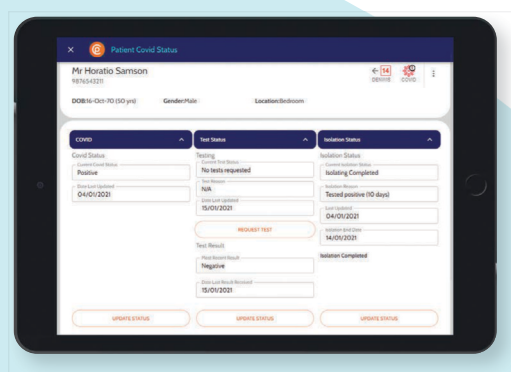 Patient Covid Status
Mr Horatio Samson
9876543211
14
DENWIE COVID
DOB:16-Oct-70 (50 yrs) Gender:Male Location:Bedroom
COVID
Covid Status
Current Covid Status
Positive
Date Last Updated
04/01/2021
UPDATE STATUS
Test Status
Testing
Current Test Status
No tests requested
Test Reason
N/A
Date Last Updated
15/01/2021
REQUEST TEST
Test Result
Most Recent Result
Negative
Date Last Result Received
15/01/2021
UPDATE STATUS
Isolation Status
Isolation Status
Current Isolation Status
Isolating Completed
Isolation Reason
Tested positive (10 days)
Last Updated
04/01/2021
Isolation End Date
14/01/2021
Isolation Completed
UPDATE STATUS